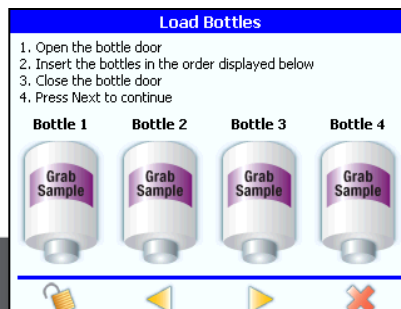 Load Bottles
1. Open the bottle door
2. Insert the bottles in the order displayed below
3. Close the bottle door
4. Press Next to continue
Bottle 1 Bottle 2 Bottle 3 Bottle 4
Grab Grab Grab Grab
Sample Sample Sample Sample